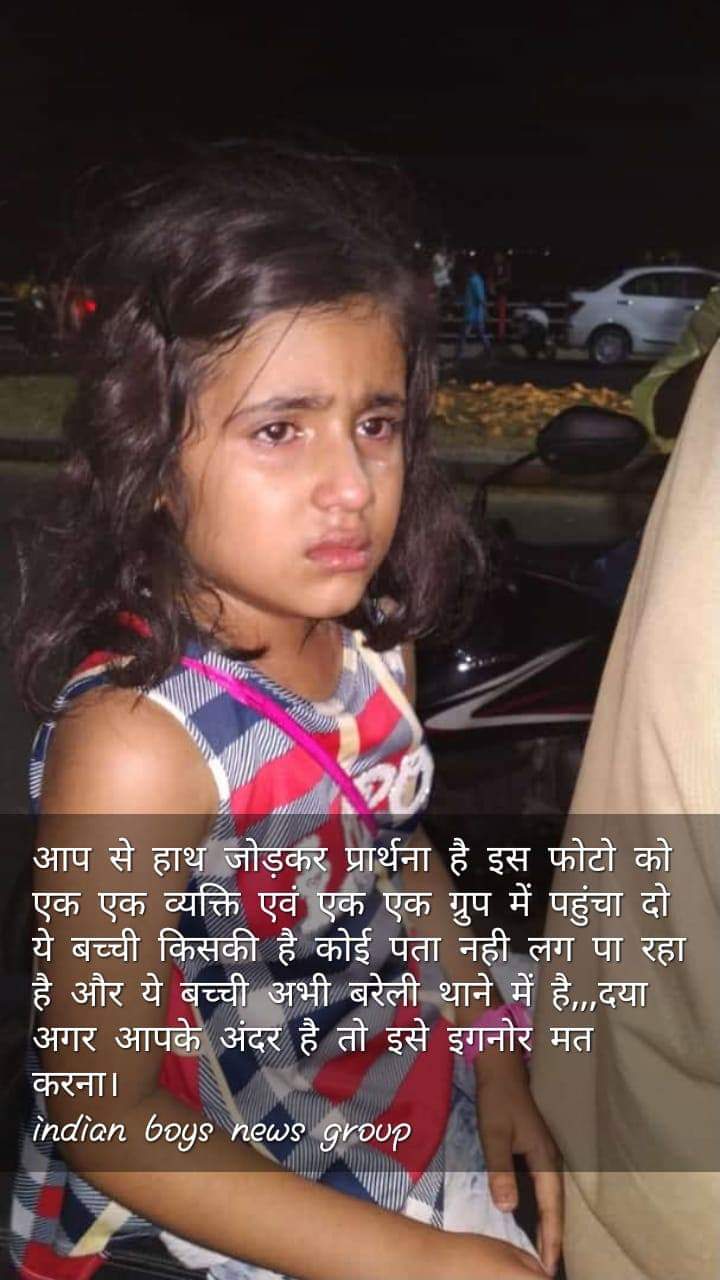 आप से हाथ जोड़कर प्रार्थना है इस फोटो को
एक एक व्यक्ति एवं एक एक ग्रुप में पहुंचा दो
ये बच्ची किसकी है कोई पता नही लग पा रहा
है और ये बच्ची अभी बरेली थाने में है,,,दया
अगर आपके अंदर है तो इसे इगनोर मत
करना।
indian boys news group